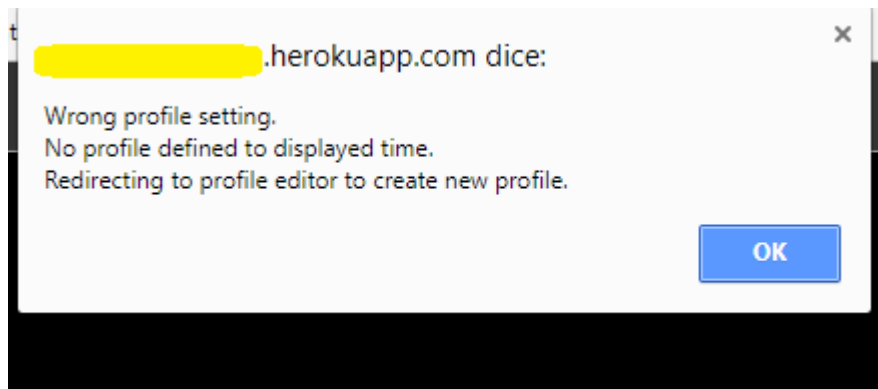 t
.herokuapp.com dice:
Wrong profile setting.
No profile defined to displayed time.
Redirecting to profile editor to create new profile.
OK